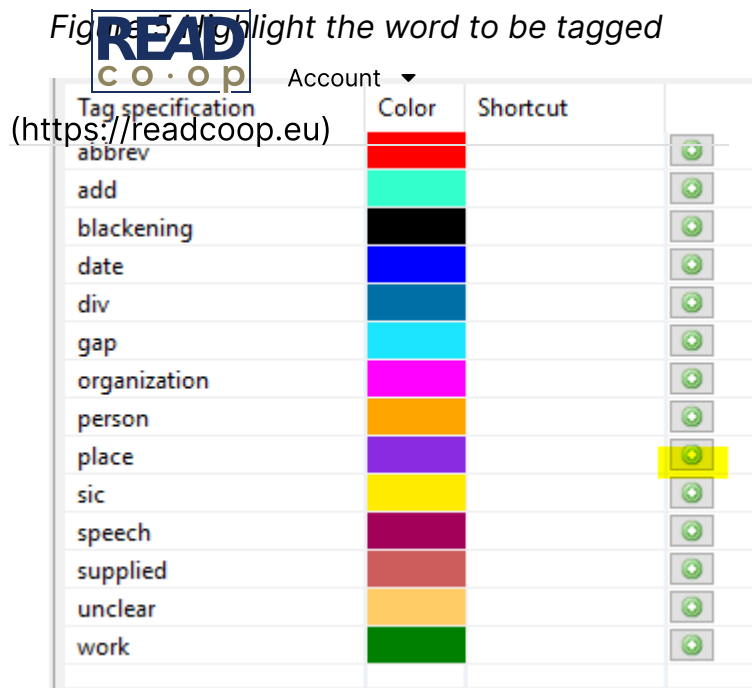 Figure 5 Highlight the word to be tagged
READ
co·op
Account
Tag specification Color Shortcut
(https://readcoop.eu)
abbrev
add
blackening
date
div
gap
organization
person
place
sic
speech
supplied
unclear
work